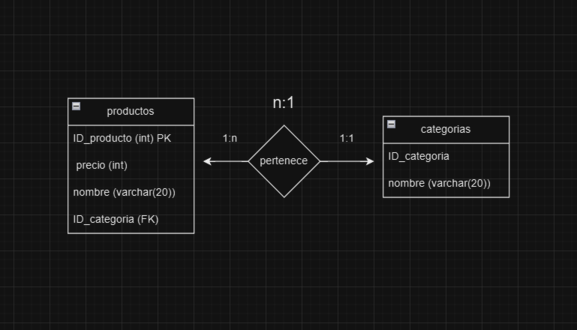 n:1
productos
ID_producto (int) PK
precio (int)
nombre (varchar(20))
ID_categoria (FK)
1:n
pertenece
1:1
categorias
ID_categoria
nombre (varchar(20))